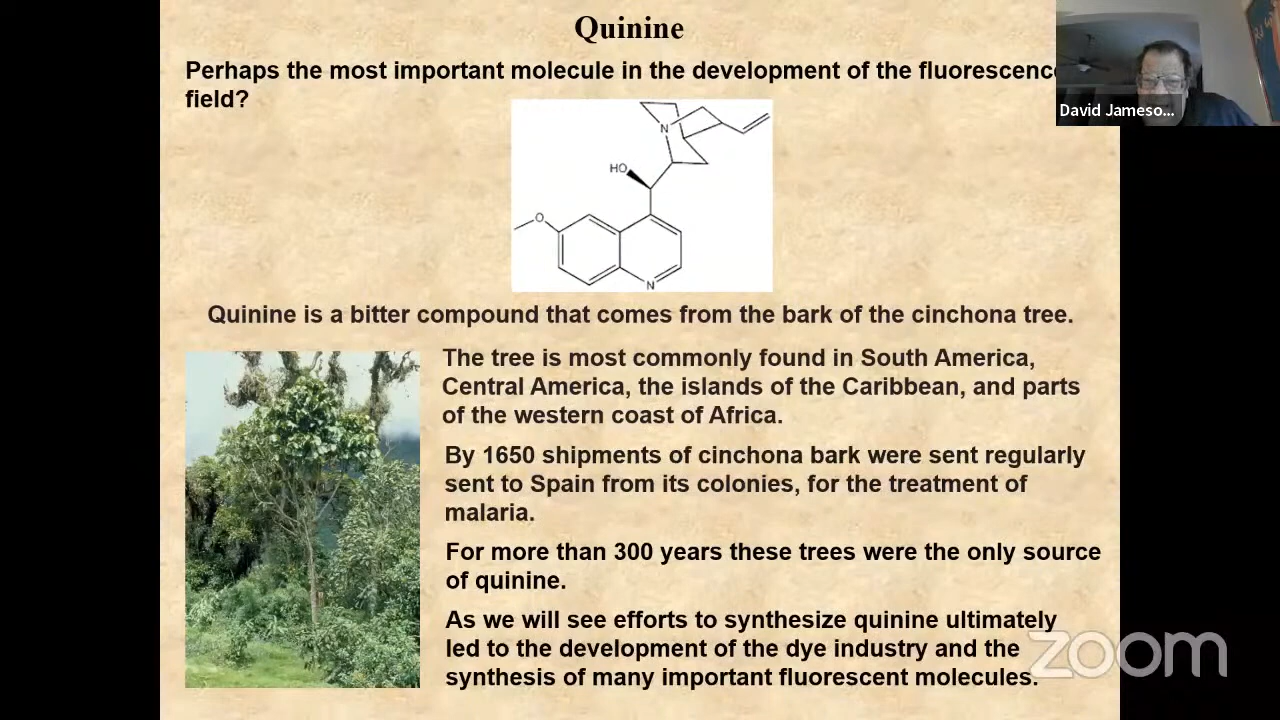 Quinine
Perhaps the most important molecule in the development of the fluorescence
field?
David Jameso...
N
HO
O
N
Quinine is a bitter compound that comes from the bark of the cinchona tree.
The tree is most commonly found in South America,
Central America, the islands of the Caribbean, and parts
of the western coast of Africa.
By 1650 shipments of cinchona bark were sent regularly
sent to Spain from its colonies, for the treatment of
malaria.
For more than 300 years these trees were the only source
of quinine.
As we will see efforts to synthesize quinine ultimately
led to the development of the dye industry and the
synthesis of many important fluorescent molecules.
zoom